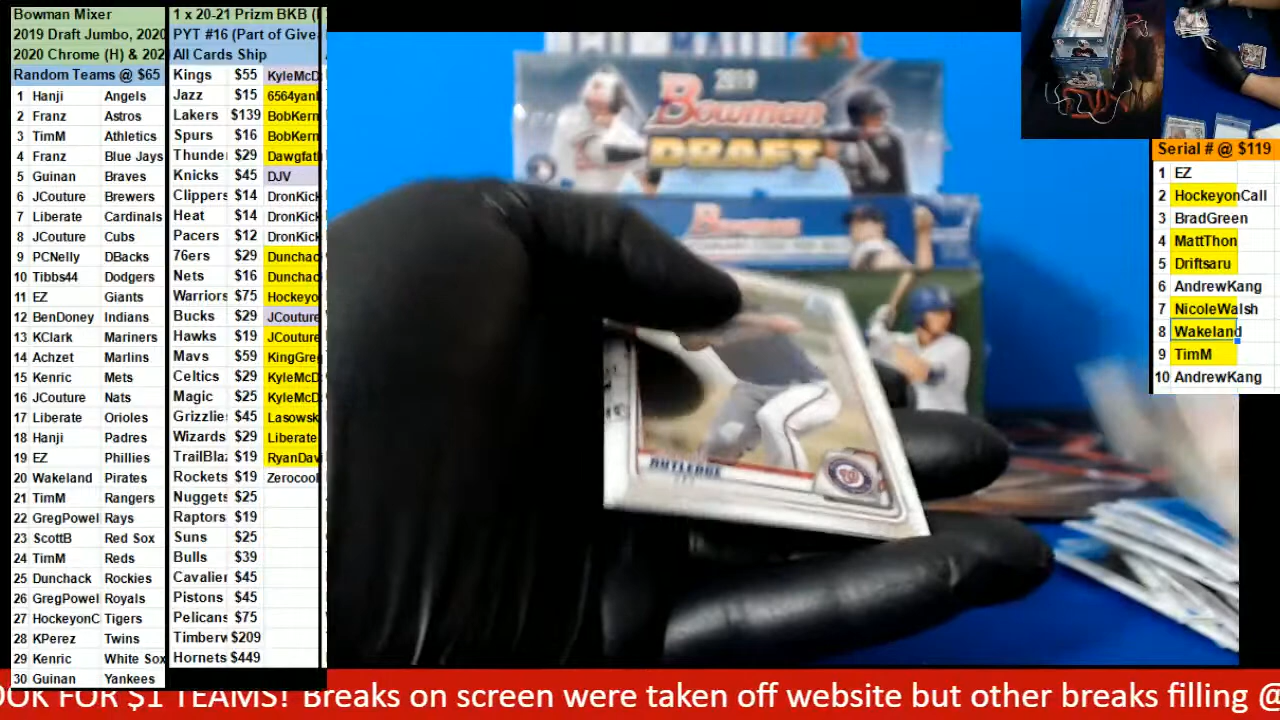 Bowman Mixer
2019 Draft Jumbo, 2020
2020 Chrome (H) & 202
Random Teams @ $65
1 Hanji Angels
2 Franz Astros
3 TimM Athletics
4 Franz Blue Jays
5 Guinan Braves
6 JCouture Brewers
7 Liberate Cardinals
8 JCouture Cubs
9 PCNelly DBacks
10 Tibbs44 Dodgers
11 EZ Giants
12 BenDoney Indians
13 KClark Mariners
14 Achzet Marlins
15 Kenric Mets
16 JCouture Nats
17 Liberate Orioles
18 Hanji Padres
19 EZ Phillies
20 Wakeland Pirates
21 TimM Rangers
22 GregPowel Rays
23 ScottB Red Sox
24 TimM Reds
25 Dunchack Rockies
26 GregPowel Royals
27 HockeyonC Tigers
28 KPerez Twins
29 Kenric White Sox
30 Guinan Yankees
1 x 20-21 Prizm BKB (
PYT #16 (Part of Give
All Cards Ship
Kings $55 KyleMcD
Jazz $15 6564yan
Lakers $139 BobKern
Spurs $16 BobKern
Thunde $29 Dawgfat
Knicks $45 DJV
Clippers $14 DronKick
Heat $14 DronKick
Pacers $12 DronKick
76ers $29 Dunchac
Nets $16 Dunchac
Warriors $75 Hockeyo
Bucks $29 JCouture
Hawks $19 JCouture
Mavs $59 KingGre
Celtics $29 KyleMcD
Magic $25 KyleMcD
Grizzlie $45 Lasowsk
Wizards $29 Liberate
TrailBlaz $19 RyanDav
Rockets $19 Zerocool
Nuggets $25
Raptors $19
Suns $25
Bulls $39
Cavalier $45
Pistons $45
Pelicans $75
Timberw $209
Hornets $449
2019
Bowman
DRAFT
Bowman
RUTLEDGE
Serial # @ $119
1 EZ
2 HockeyonCall
3 BradGreen
4 MattThon
5 Driftsaru
6 AndrewKang
7 NicoleWalsh
8 Wakeland
9 TimM
10 AndrewKang
OOK FOR $1 TEAMS! Breaks on screen were taken off website but other breaks filling @